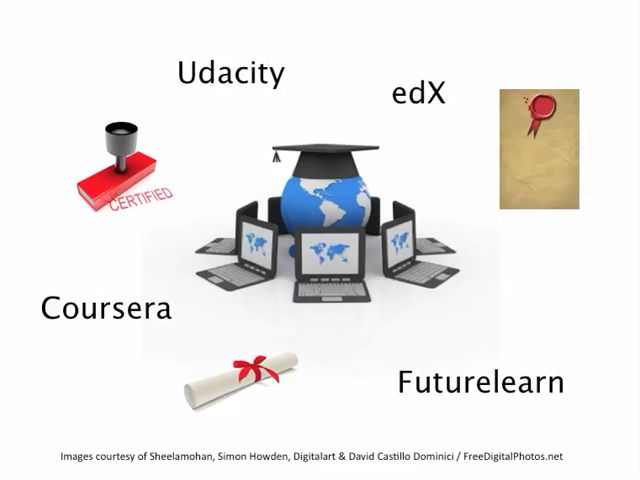 Udacity
edX
CERTIFIED
Coursera
Futurelearn
Images courtesy of Sheelamohan, Simon Howden, Digitalart & David Castillo Dominici / FreeDigitalPhotos.net